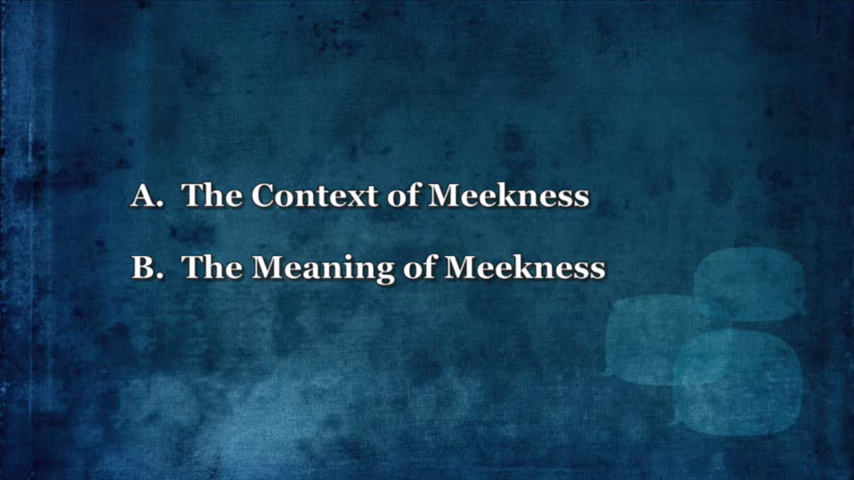 A. The Context of Meekness
B. The Meaning of Meekness